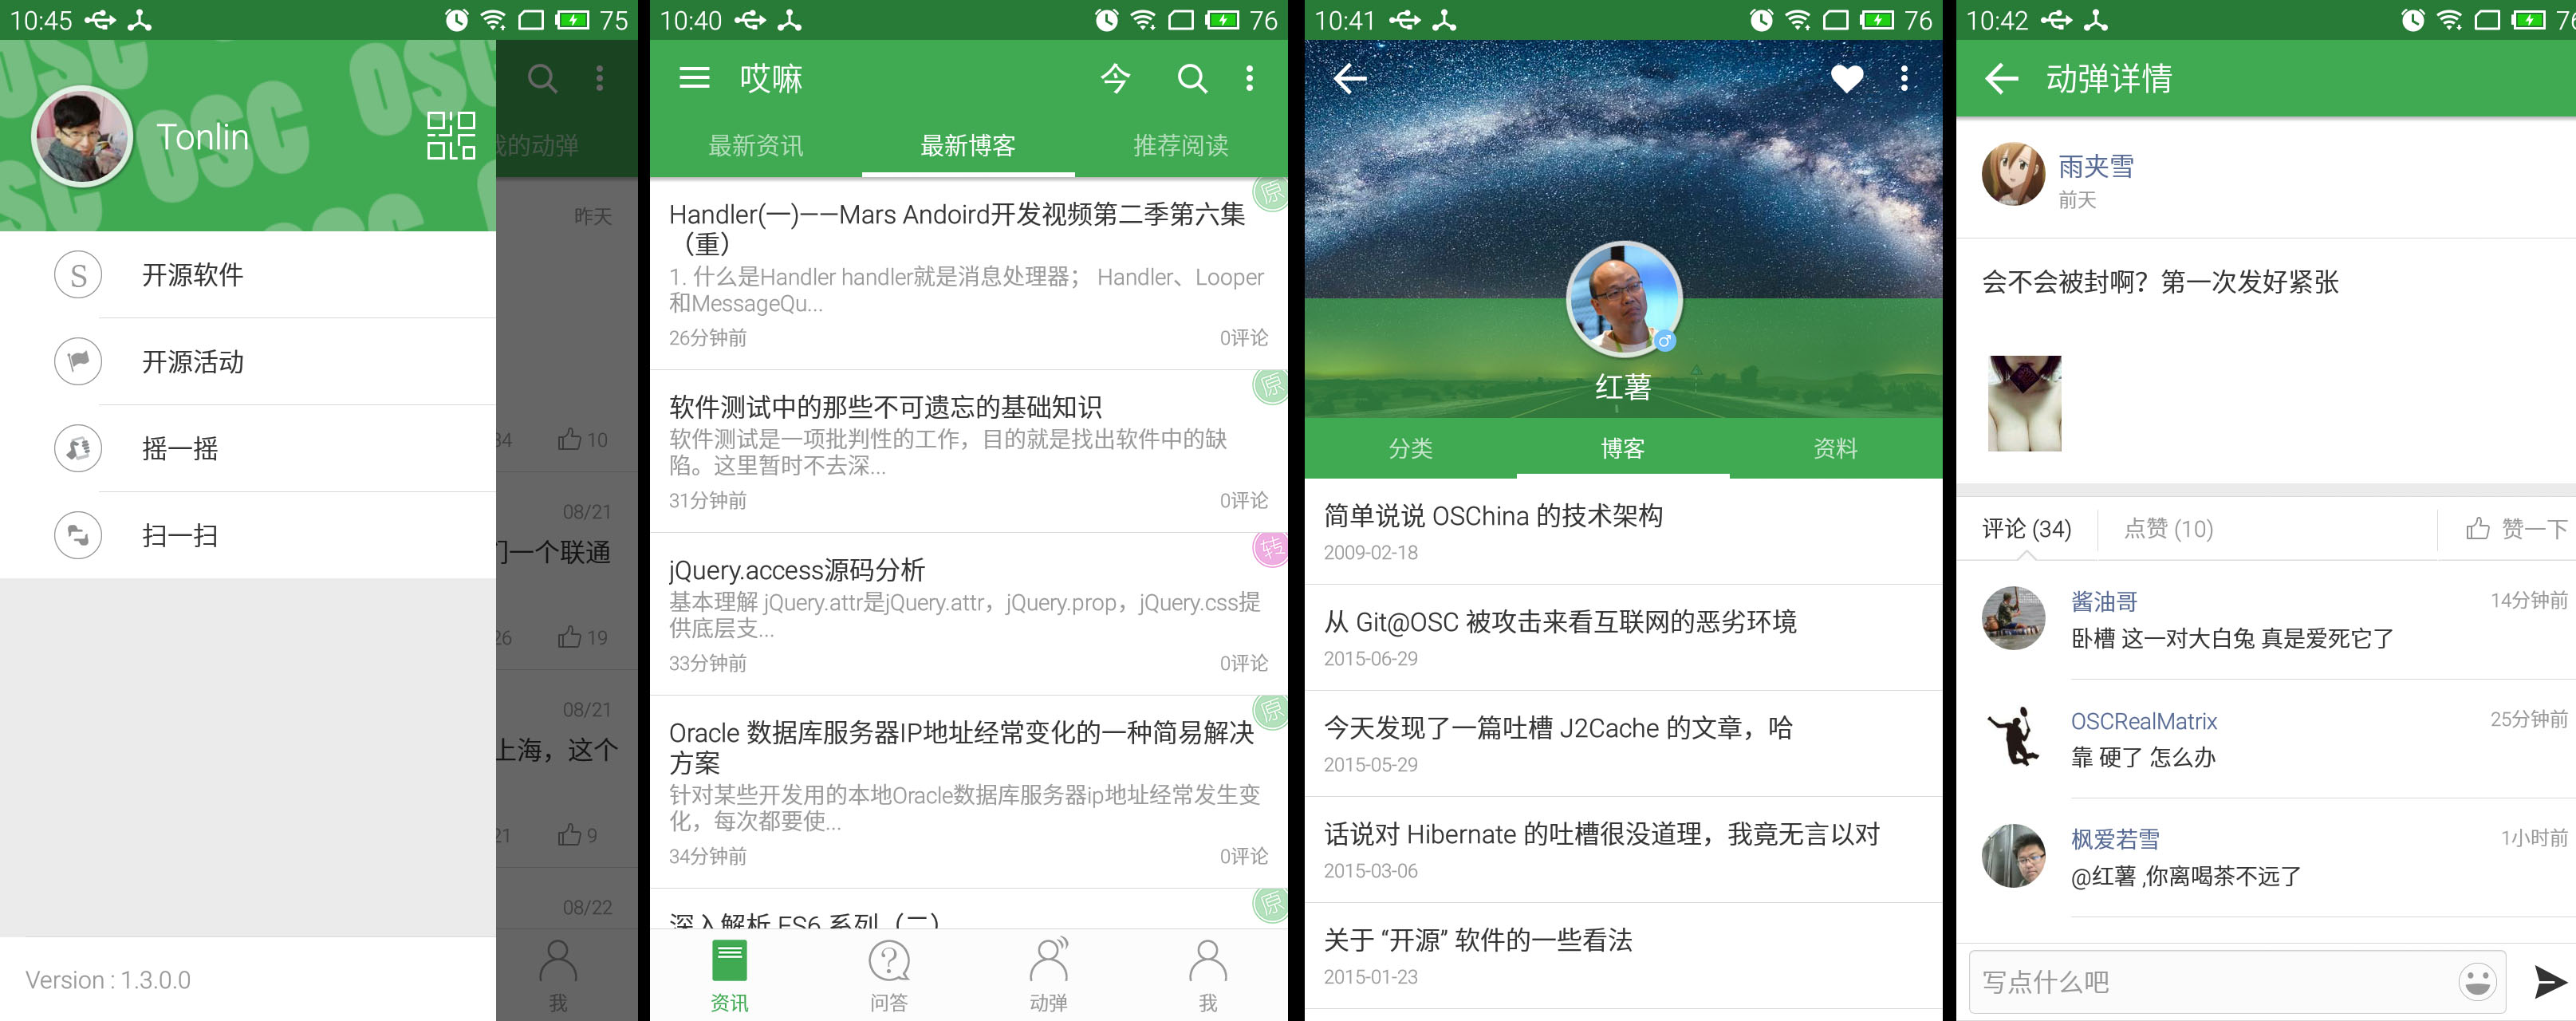 10:45
75
OSC OSC OSC
Tonlin
我的动弹
开源软件
开源活动
摇一摇
扫一扫
Version : 1.3.0.0
昨天
34
10
08/21
门一个联通
26
19
08/21
上海，这个
21
9
08/22
我
10:40
76
哎嘛
今
最新资讯
最新博客
推荐阅读
原
Handler(一)——Mars Andoird开发视频第二季第六集
（重）
1. 什么是Handler handler就是消息处理器； Handler、Looper
和MessageQu...
26分钟前
0评论
原
软件测试中的那些不可遗忘的基础知识
软件测试是一项批判性的工作，目的就是找出软件中的缺
陷。这里暂时不去深...
31分钟前
0评论
转
jQuery.access源码分析
基本理解 jQuery.attr是jQuery.attr，jQuery.prop，jQuery.css提
供底层支...
33分钟前
0评论
原
Oracle 数据库服务器IP地址经常变化的一种简易解决
方案
针对某些开发用的本地Oracle数据库服务器ip地址经常发生变
化，每次都要使...
34分钟前
0评论
原
深入解析 ES6 系列（二）
资讯
问答
动弹
我
10:41
76
红薯
分类
博客
资料
简单说说 OSChina 的技术架构
2009-02-18
从 Git@OSC 被攻击来看互联网的恶劣环境
2015-06-29
今天发现了一篇吐槽 J2Cache 的文章，哈
2015-05-29
话说对 Hibernate 的吐槽很没道理，我竟无言以对
2015-03-06
关于 “开源” 软件的一些看法
2015-01-23
10:42
76
动弹详情
雨夹雪
前天
会不会被封啊？第一次发好紧张
评论 (34)
点赞 (10)
赞一下
酱油哥
14分钟前
卧槽 这一对大白兔 真是爱死它了
OSCRealMatrix
25分钟前
靠 硬了 怎么办
枫爱若雪
1小时前
@红薯 ,你离喝茶不远了
写点什么吧